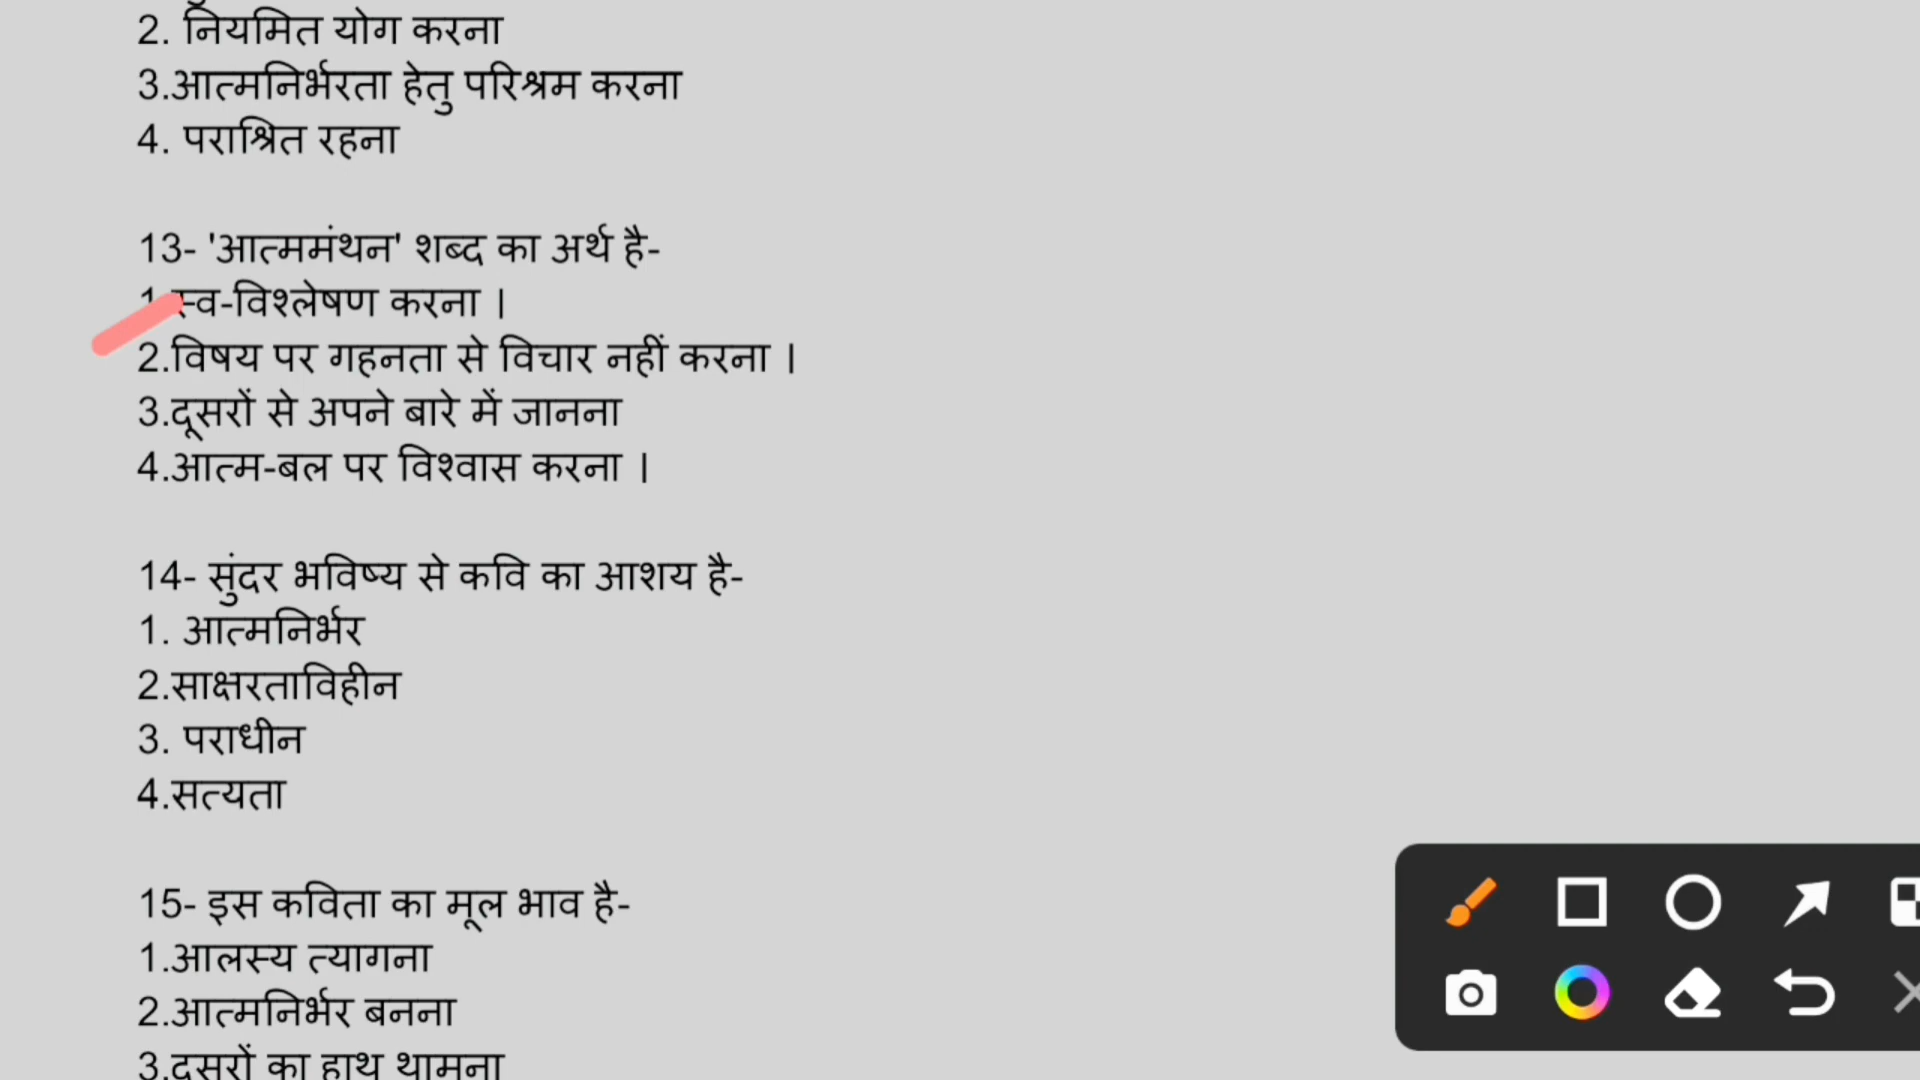 2. नियमित योग करना
3.आत्मनिर्भरता हेतु परिश्रम करना
4. पराश्रित रहना
13- 'आत्ममंथन' शब्द का अर्थ है-
1.स्व-विश्लेषण करना ।
2.विषय पर गहनता से विचार नहीं करना ।
3.दूसरों से अपने बारे में जानना
4.आत्म-बल पर विश्वास करना ।
14- सुंदर भविष्य से कवि का आशय है-
1. आत्मनिर्भर
2.साक्षरताविहीन
3. पराधीन
4.सत्यता
15- इस कविता का मूल भाव है-
1.आलस्य त्यागना
2.आत्मनिर्भर बनना
3.दूसरों का हाथ थामना